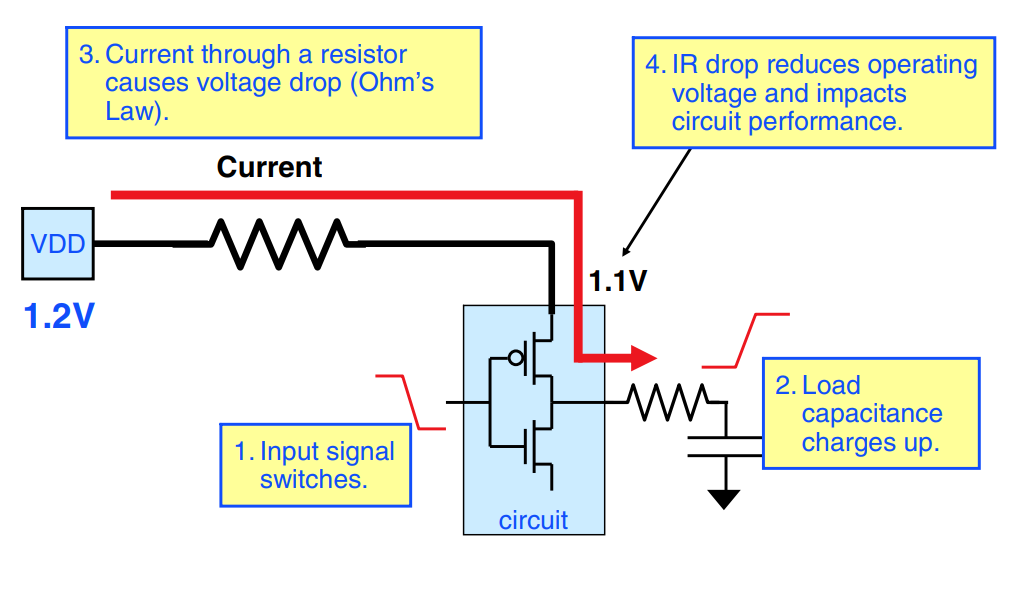 3. Current through a resistor
causes voltage drop (Ohm's
Law).
4. IR drop reduces operating
voltage and impacts
circuit performance.
Current
VDD
1.2V
1.1V
1. Input signal
switches.
2. Load
capacitance
charges up.
circuit